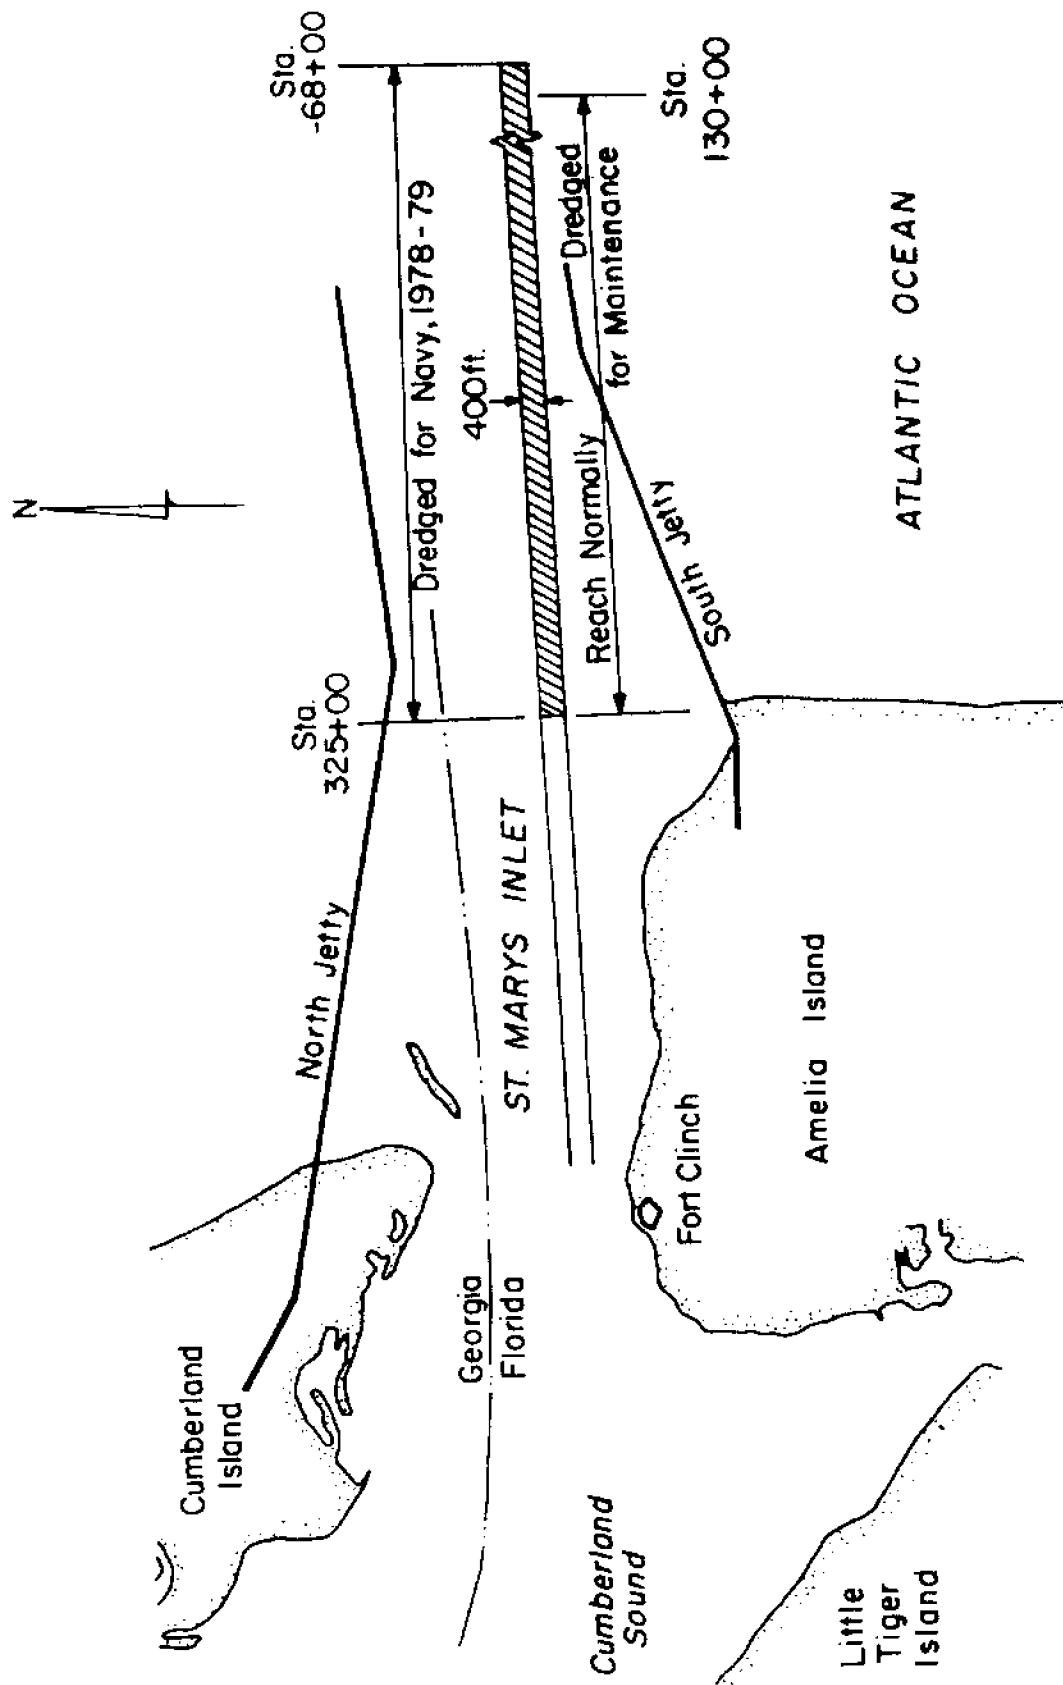 N
Sta.
-68+00
Dredged for Navy, 1978-79
400ft.
Sta.
325+00
North Jetty
Cumberland
Island
Georgia
Florida
ST. MARYS INLET
Reach Normally Dredged
for Maintenance
Sta.
130+00
South Jetty
ATLANTIC OCEAN
Fort Clinch
Amelia Island
Cumberland
Sound
Little
Tiger
Island